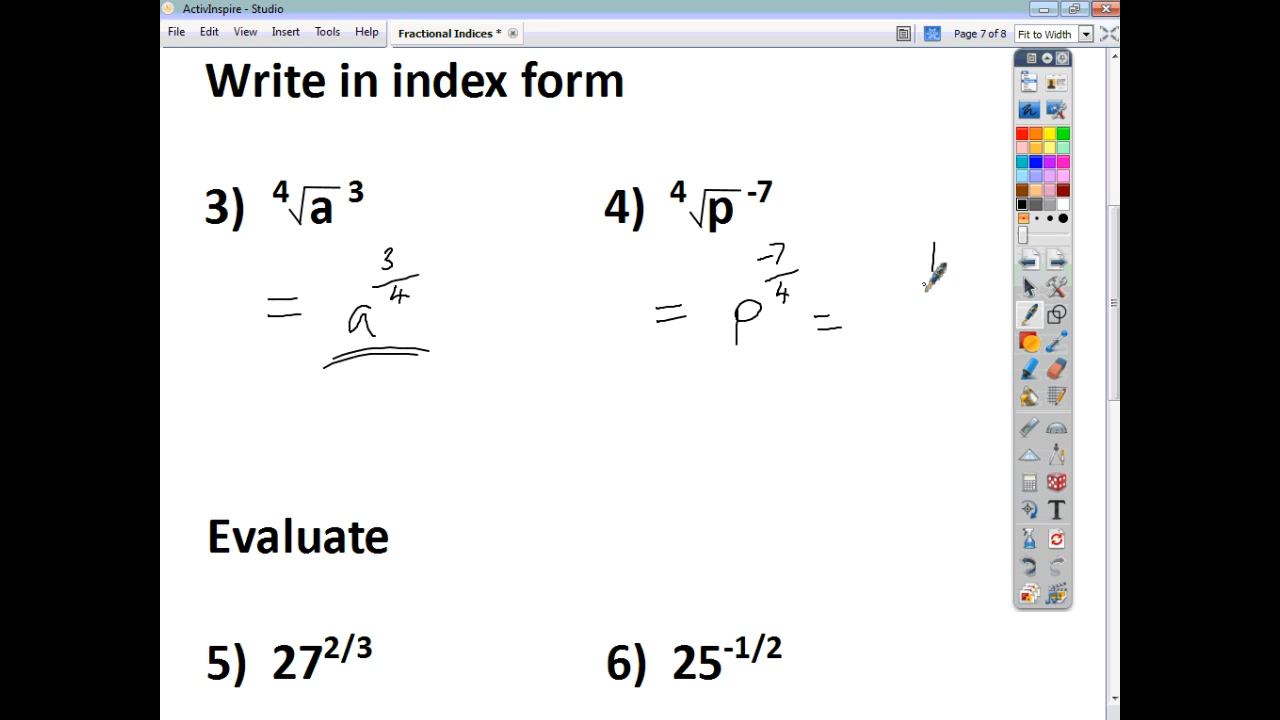 ActivInspire - Studio
File Edit View Insert Tools Help Fractional Indices * Page 7 of 8 Fit to Width
Write in index form
3) ⁴√a ³ 4) ⁴√p ⁻⁷
= a^(3/4) = p^(-7/4) = 1
Evaluate
5) 27^2/3 6) 25^-1/2